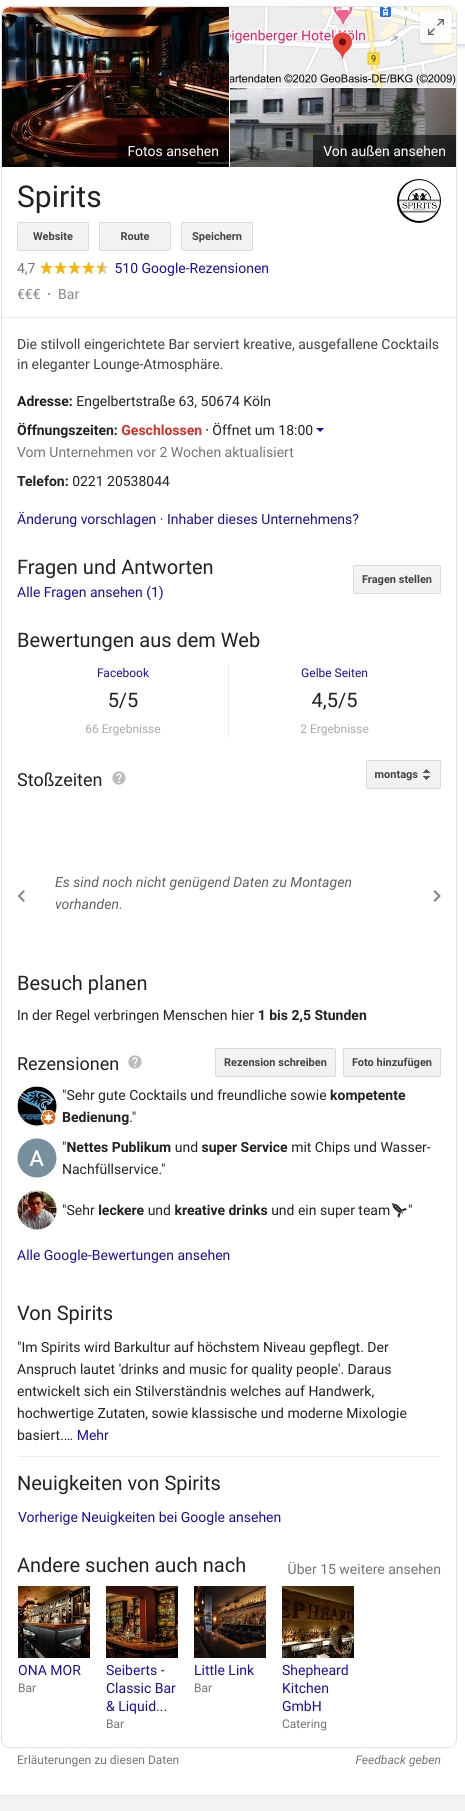 eigenberger Hotel Köln
9
artendaten ©2020 GeoBasis-DE/BKG (©2009)
Fotos ansehen
Von außen ansehen
Spirits
SPIRITS
Website
Route
Speichern
4,7 510 Google-Rezensionen
€€€ · Bar
Die stilvoll eingerichtete Bar serviert kreative, ausgefallene Cocktails
in eleganter Lounge-Atmosphäre.
Adresse: Engelbertstraße 63, 50674 Köln
Öffnungszeiten: Geschlossen · Öffnet um 18:00
Vom Unternehmen vor 2 Wochen aktualisiert
Telefon: 0221 20538044
Änderung vorschlagen · Inhaber dieses Unternehmens?
Fragen und Antworten
Alle Fragen ansehen (1)
Fragen stellen
Bewertungen aus dem Web
Facebook
5/5
66 Ergebnisse
Gelbe Seiten
4,5/5
2 Ergebnisse
Stoßzeiten ?
montags
Es sind noch nicht genügend Daten zu Montagen
vorhanden.
Besuch planen
In der Regel verbringen Menschen hier 1 bis 2,5 Stunden
Rezensionen ?
Rezension schreiben
Foto hinzufügen
"Sehr gute Cocktails und freundliche sowie kompetente
Bedienung."
A
"Nettes Publikum und super Service mit Chips und Wasser-
Nachfüllservice."
"Sehr leckere und kreative drinks und ein super team"
Alle Google-Bewertungen ansehen
Von Spirits
"Im Spirits wird Barkultur auf höchstem Niveau gepflegt. Der
Anspruch lautet 'drinks and music for quality people'. Daraus
entwickelt sich ein Stilverständnis welches auf Handwerk,
hochwertige Zutaten, sowie klassische und moderne Mixologie
basiert.... Mehr
Neuigkeiten von Spirits
Vorherige Neuigkeiten bei Google ansehen
Andere suchen auch nach
Über 15 weitere ansehen
EPHEARD
ONA MOR
Bar
Seiberts -
Classic Bar
& Liquid...
Bar
Little Link
Bar
Shepheard
Kitchen
GmbH
Catering
Erläuterungen zu diesen Daten
Feedback geben